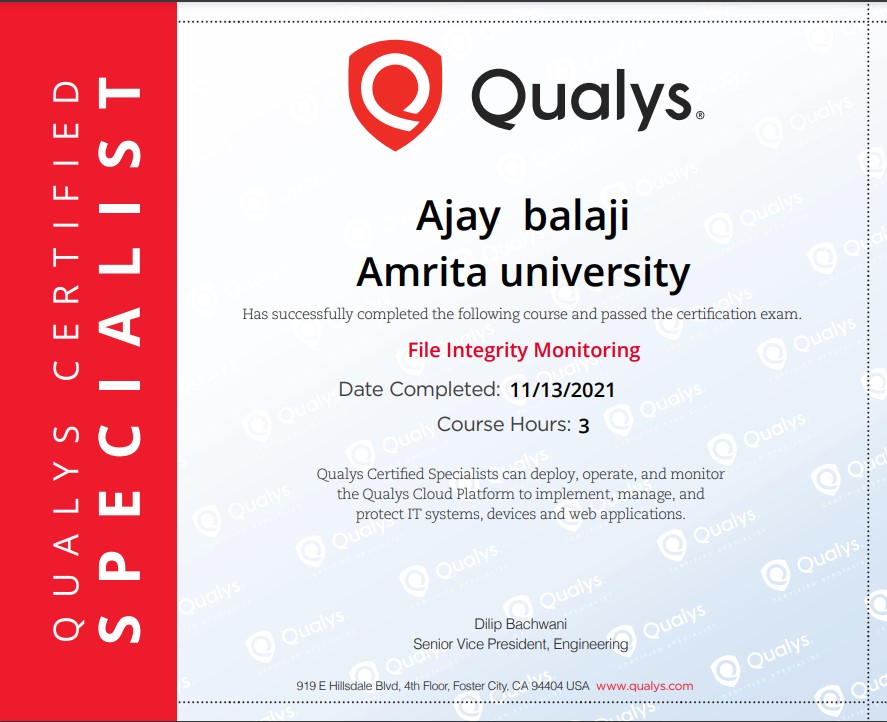 QUALYS CERTIFIED
SPECIALIST
Qualys®
Ajay balaji
Amrita university
Has successfully completed the following course and passed the certification exam.
File Integrity Monitoring
Date Completed: 11/13/2021
Course Hours: 3
Qualys Certified Specialists can deploy, operate, and monitor
the Qualys Cloud Platform to implement, manage, and
protect IT systems, devices and web applications.
Dilip Bachwani
Senior Vice President, Engineering
919 E Hillsdale Blvd, 4th Floor, Foster City, CA 94404 USA www.qualys.com